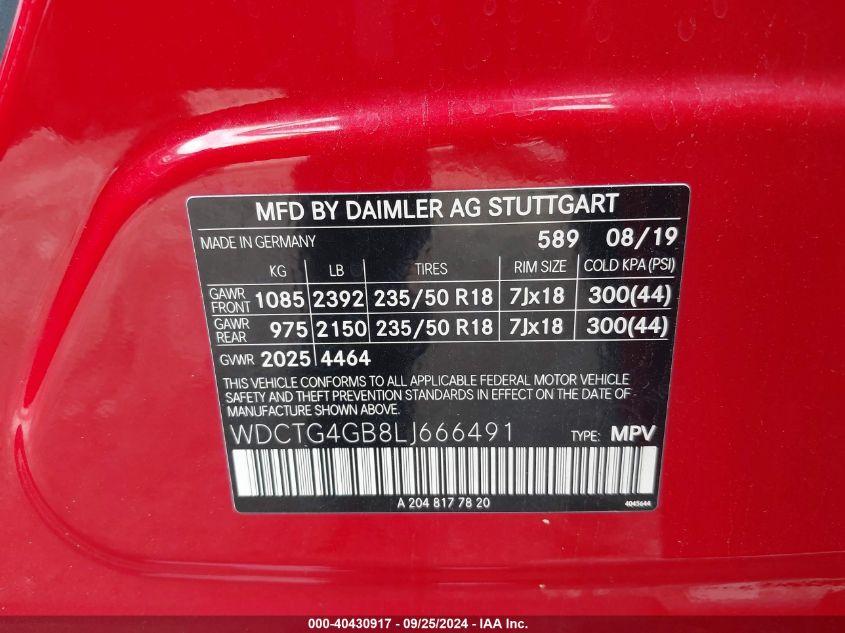 MFD BY DAIMLER AG STUTTGART
MADE IN GERMANY 589 08/19
KG LB TIRES RIM SIZE COLD KPA (PSI)
GAWR FRONT 1085 2392 235/50 R18 7Jx18 300(44)
GAWR REAR 975 2150 235/50 R18 7Jx18 300(44)
GVWR 2025 4464
THIS VEHICLE CONFORMS TO ALL APPLICABLE FEDERAL MOTOR VEHICLE
SAFETY AND THEFT PREVENTION STANDARDS IN EFFECT ON THE DATE OF
MANUFACTURE SHOWN ABOVE.
WDCTG4GB8LJ666491 TYPE: MPV
A 204 817 78 20 4045644
000-40430917 - 09/25/2024 - IAA Inc.